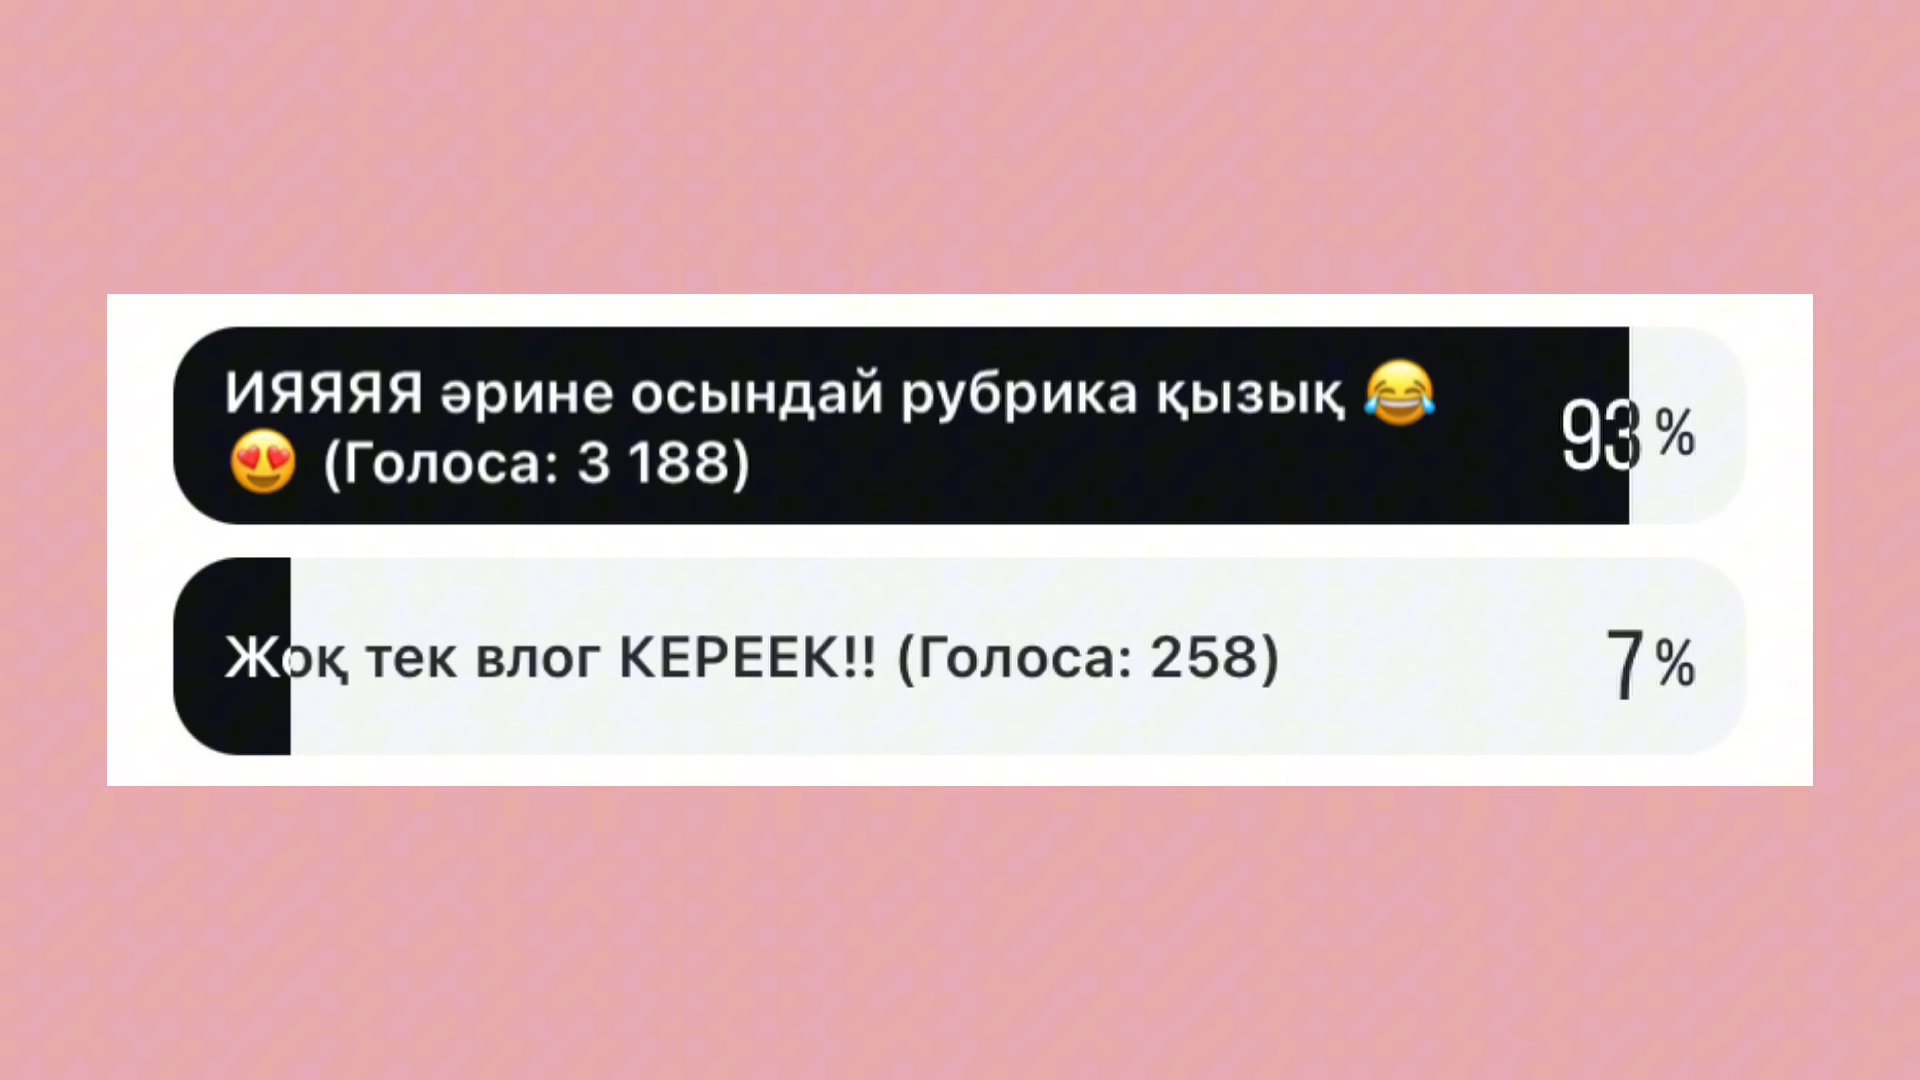 ИЯЯЯЯ әрине осындай рубрика қызық 😂
😍 (Голоса: 3 188)
93%
Жоқ тек влог КЕРЕЕК!! (Голоса: 258)
7%